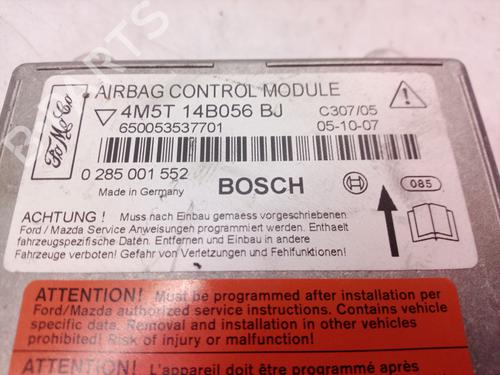 AIRBAG CONTROL MODULE
4M5T 14B056 BJ C307/05
650053537701 05-10-07
0 285 001 552
Made in Germany BOSCH 085
ACHTUNG ! Muss nach Einbau gemaess vorgeschriebenen
Ford / Mazda Service Anweisungen programmiert werden. Enthaelt
fahrzeugspezifische Daten. Entfernen und Einbau in andere
Fahrzeuge verboten! Gefahr von Verletzungen und Fehlfunktionen!
ATTENTION! Must be programmed after installation per
Ford/Mazda authorized service instructions. Contains vehicle
specific data. Removal and installation in other vehicles
prohibited! Risk of injury or malfunction!
ATTENTION! L'appareil doit être programmé après